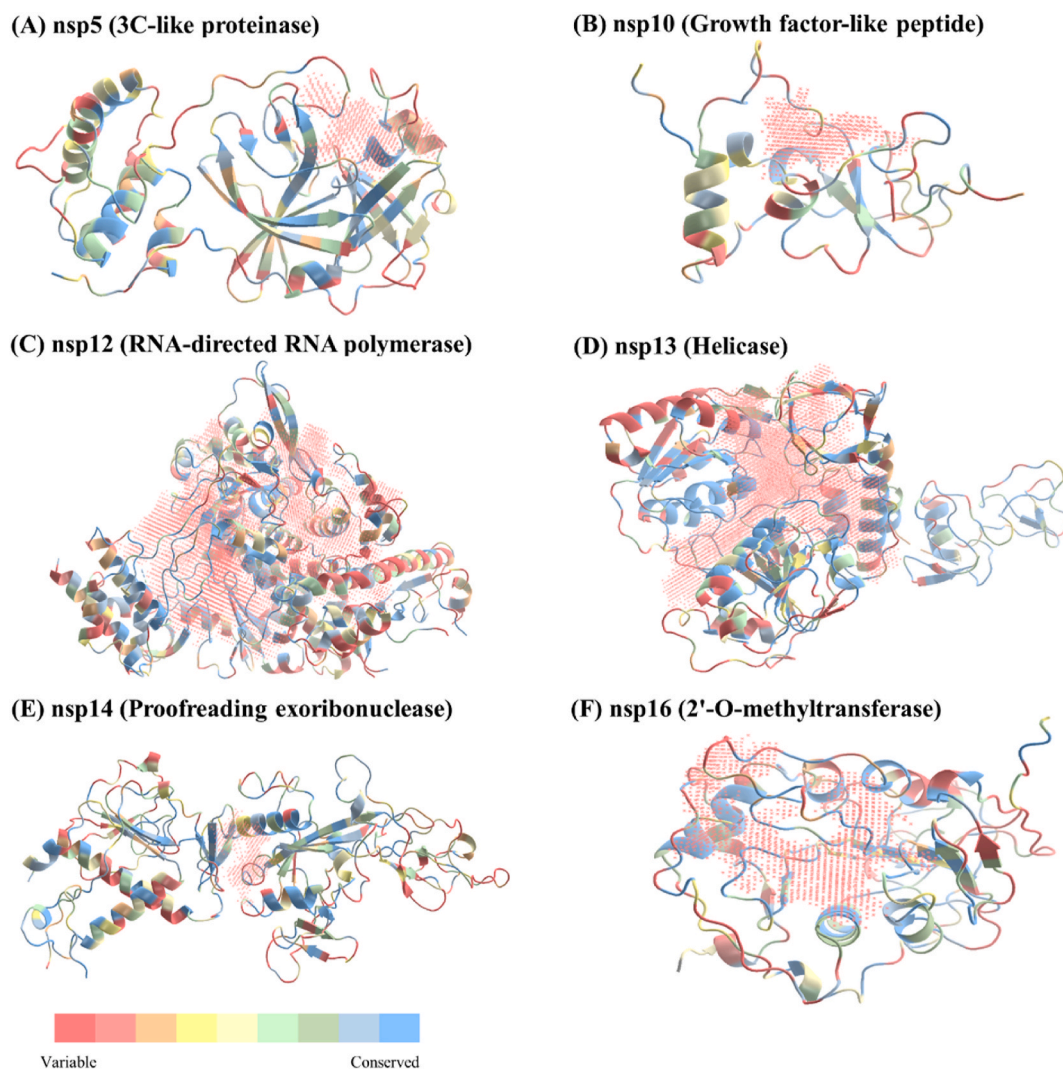 (A) nsp5 (3C-like proteinase)
(B) nsp10 (Growth factor-like peptide)
(C) nsp12 (RNA-directed RNA polymerase)
(D) nsp13 (Helicase)
(E) nsp14 (Proofreading exoribonuclease)
(F) nsp16 (2'-O-methyltransferase)
Variable
Conserved